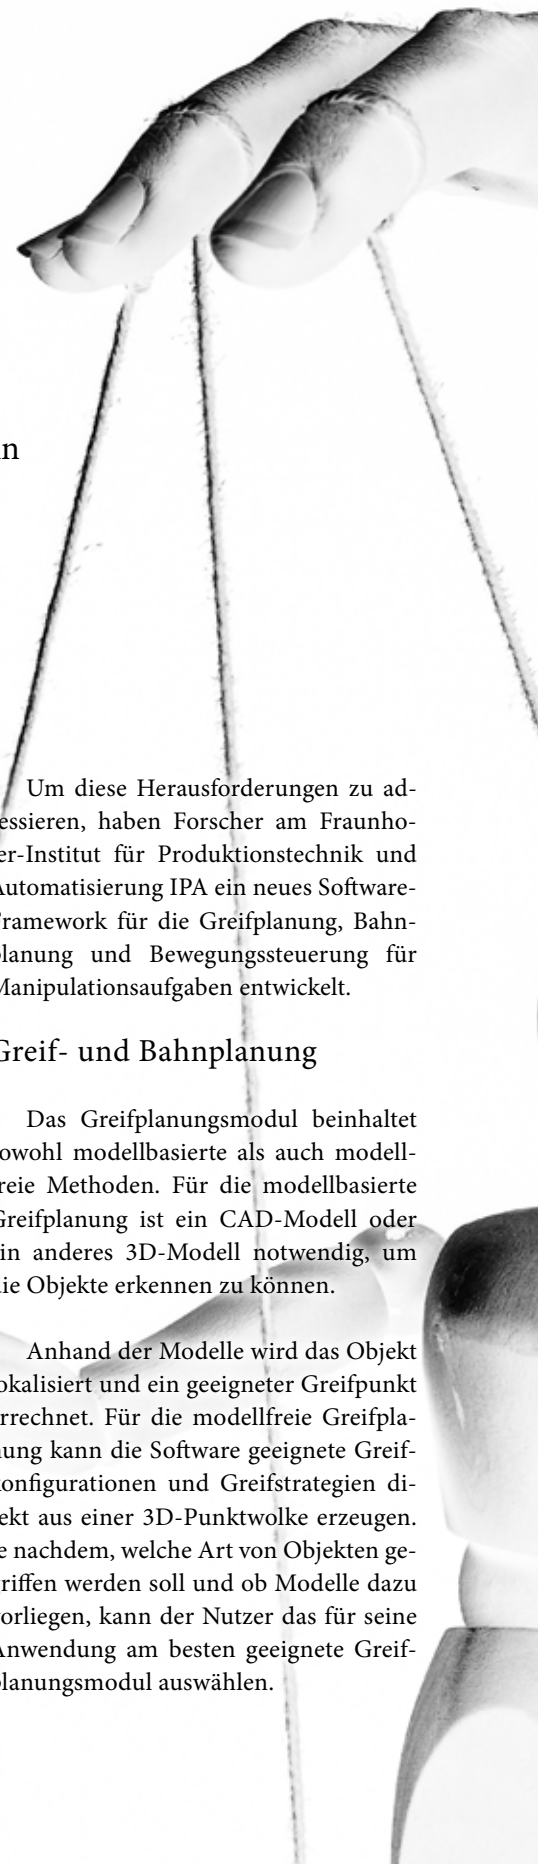 n
Um diese Herausforderungen zu ad-
essieren, haben Forscher am Fraunho-
er-Institut für Produktionstechnik und
Automatisierung IPA ein neues Software-
Framework für die Greifplanung, Bahn-
planung und Bewegungssteuerung für
Manipulationsaufgaben entwickelt.
Greif- und Bahnplanung
Das Greifplanungsmodul beinhaltet
owohl modellbasierte als auch modell-
reie Methoden. Für die modellbasierte
Greifplanung ist ein CAD-Modell oder
in anderes 3D-Modell notwendig, um
die Objekte erkennen zu können.
Anhand der Modelle wird das Objekt
okalisiert und ein geeigneter Greifpunkt
rrechnet. Für die modellfreie Greifpla-
nung kann die Software geeignete Greif-
konfigurationen und Greifstrategien di-
ekt aus einer 3D-Punktwolke erzeugen.
e nachdem, welche Art von Objekten ge-
riffen werden soll und ob Modelle dazu
vorliegen, kann der Nutzer das für seine
Anwendung am besten geeignete Greif-
planungsmodul auswählen.